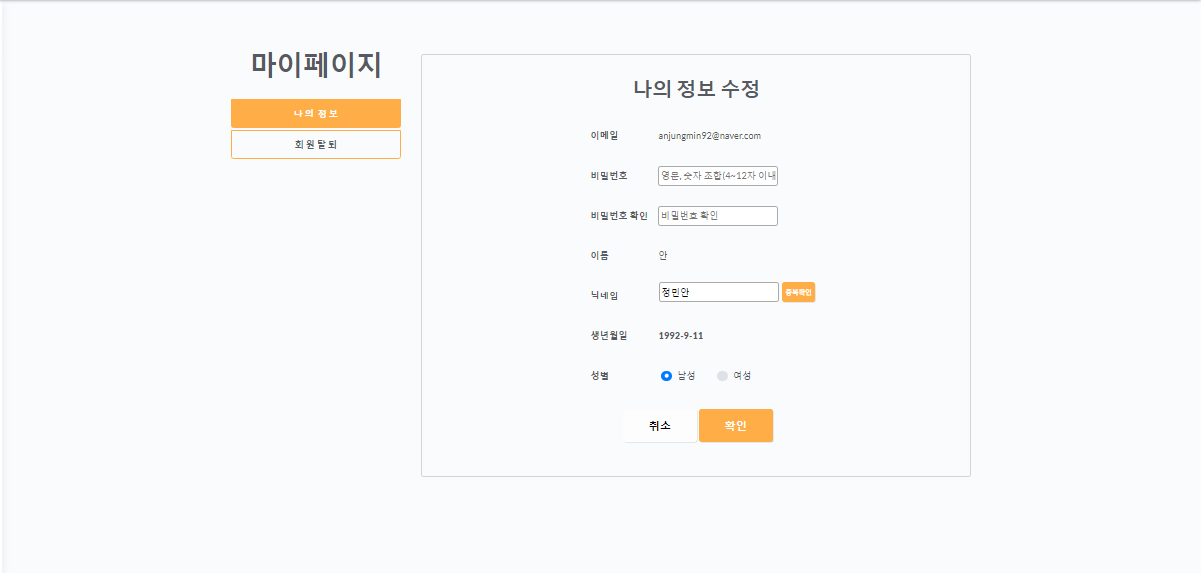 마이페이지
나의 정보
회원탈퇴
나의 정보 수정
이메일 anjungmin92@naver.com
비밀번호 영문, 숫자 조합(4~12자 이내
비밀번호 확인 비밀번호 확인
이름 안
닉네임 정민안 중복확인
생년월일 1992-9-11
성별 남성 여성
취소 확인